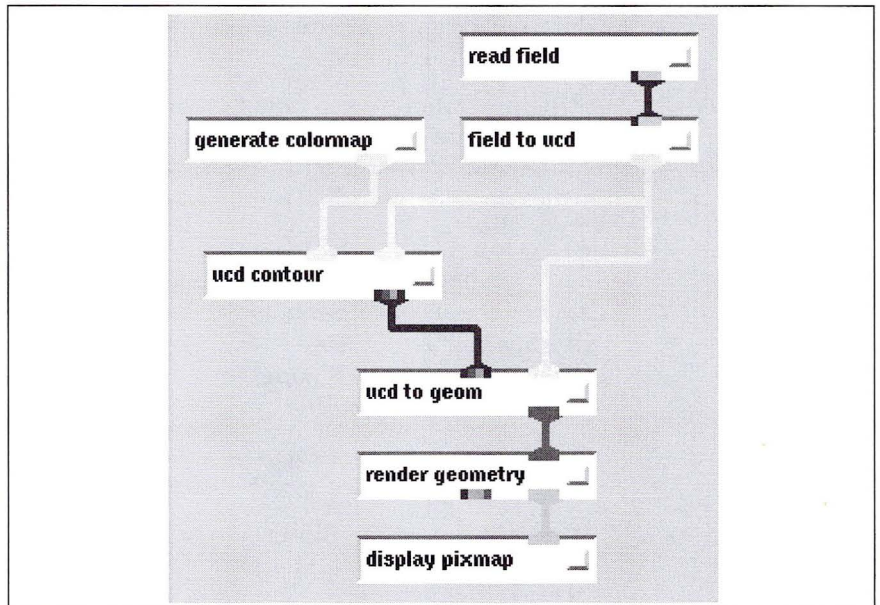 read field
generate colormap
field to ucd
ucd contour
ucd to geom
render geometry
display pixmap